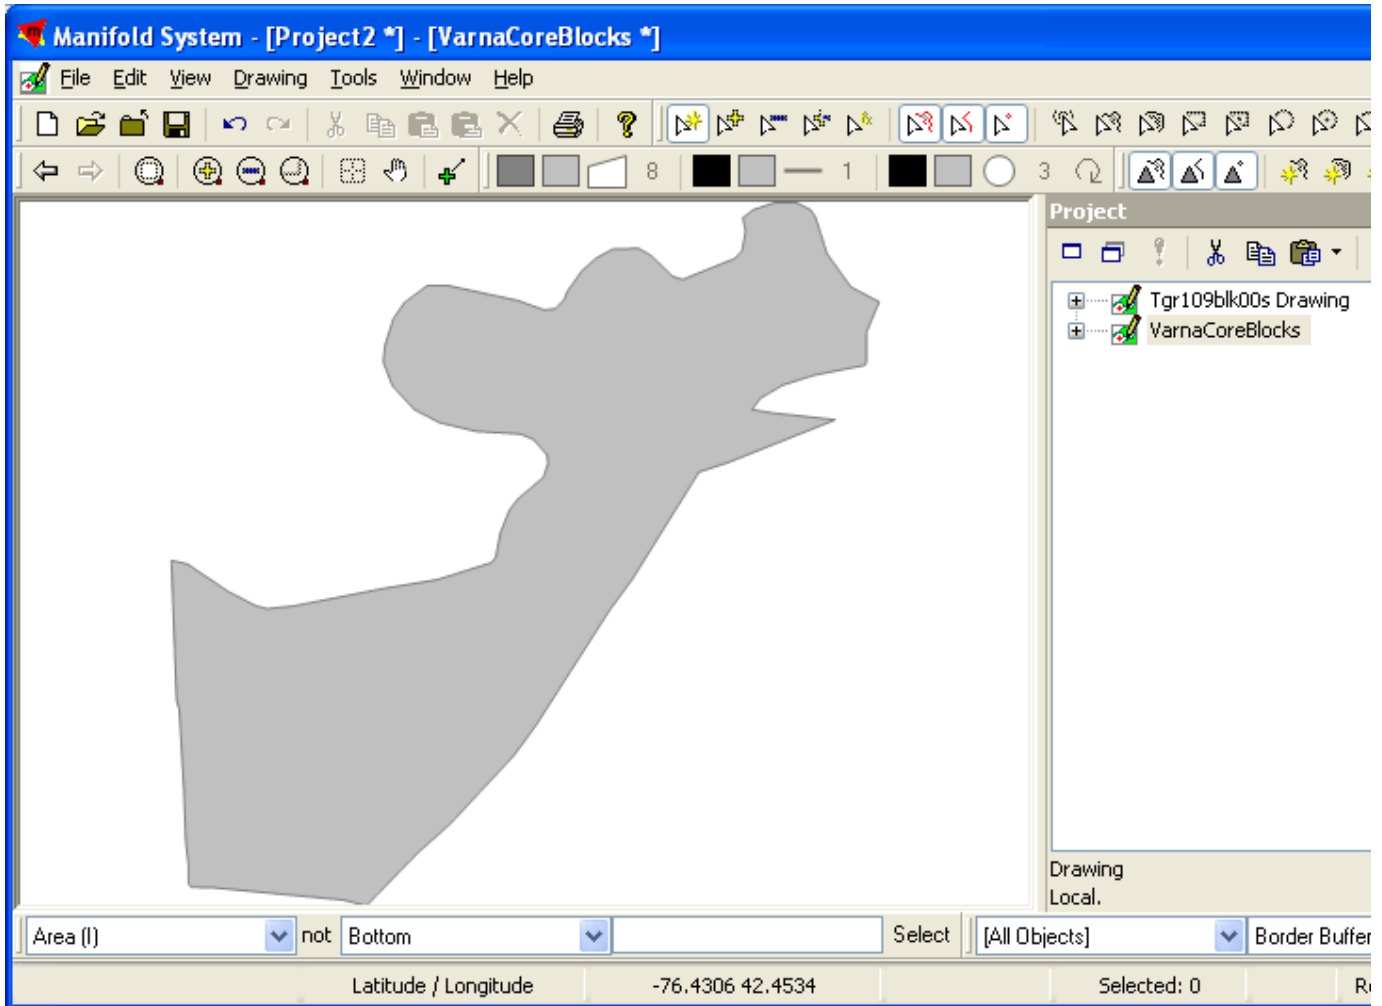 Manifold System - [Project2 *] - [VarnaCoreBlocks *]
File Edit View Drawing Tools Window Help
8 1 3
Project
Tgr109blk00s Drawing
VarnaCoreBlocks
Drawing
Local.
Area (I) not Bottom Select [All Objects] Border Buffer
Latitude / Longitude -76.4306 42.4534 Selected: 0